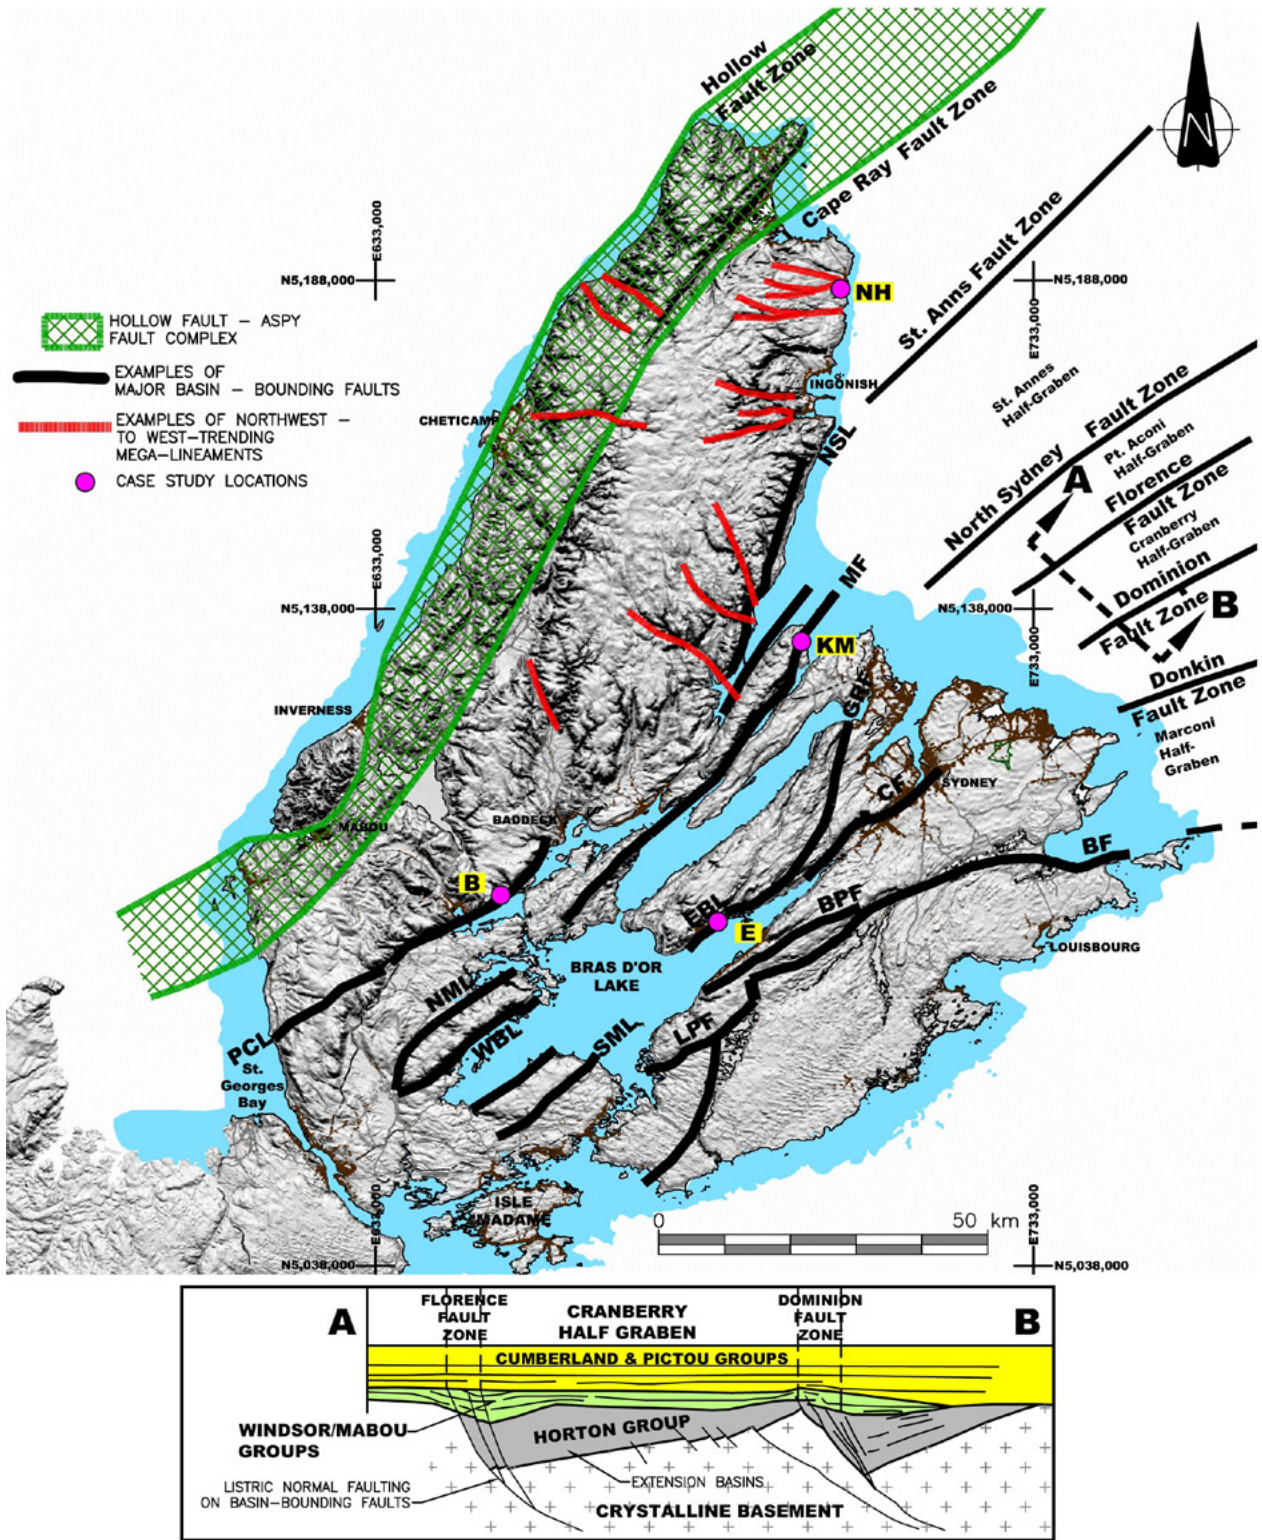 Hollow
Fault Zone
Cape Ray Fault Zone
N
St. Anns Fault Zone
E633,000
N5,188,000
N5,188,000
E733,000
NH
HOLLOW FAULT – ASPY
FAULT COMPLEX
EXAMPLES OF
MAJOR BASIN – BOUNDING FAULTS
EXAMPLES OF NORTHWEST –
TO WEST–TRENDING
MEGA–LINEAMENTS
CASE STUDY LOCATIONS
CHETICAMP
INGONISH
St. Annes
Half-Graben
NSL
North Sydney Fault Zone
Pt. Aconi
Half-Graben
Florence
Fault Zone
A
Cranberry
Half-Graben
Dominion
Fault Zone
B
E633,000
N5,138,000
N5,138,000
E733,000
MF
KM
Donkin
Fault Zone
Marconi
Half-
Graben
INVERNESS
GBF
SYDNEY
CF
MABOU
BADDECK
BF
B
EBL
E
BPF
LOUISBOURG
BRAS D'OR
LAKE
NML
WBL
SML
LPF
PCL
St.
Georges
Bay
ISLE
MADAME
E633,000
N5,038,000
0
50 km
E733,000
N5,038,000
A
FLORENCE
FAULT
ZONE
CRANBERRY
HALF GRABEN
DOMINION
FAULT
ZONE
B
CUMBERLAND & PICTOU GROUPS
WINDSOR/MABOU
GROUPS
HORTON GROUP
LISTRIC NORMAL FAULTING
ON BASIN–BOUNDING FAULTS
EXTENSION BASINS
CRYSTALLINE BASEMENT